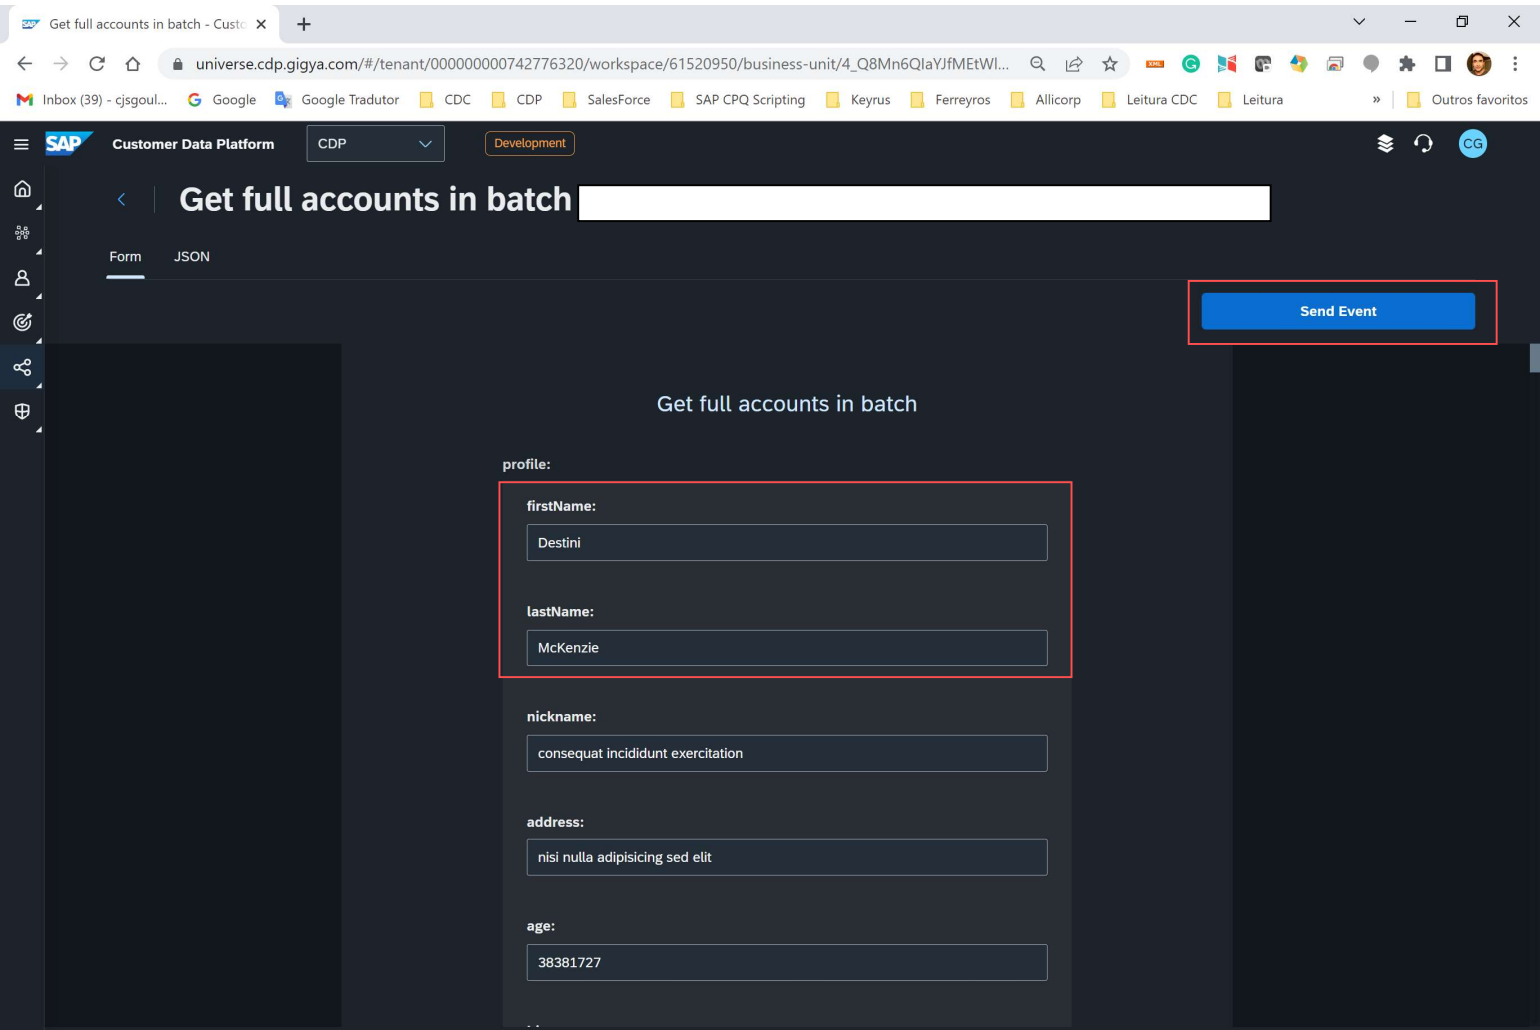 Get full accounts in batch - Custo
universe.cdp.gigya.com/#/tenant/000000000742776320/workspace/61520950/business-unit/4_Q8Mn6QIaYJfMEtWI...
Inbox (39) - cjsgoul... Google Google Tradutor CDC CDP SalesForce SAP CPQ Scripting Keyrus Ferreyros Allicorp Leitura CDC Leitura » Outros favoritos
SAP Customer Data Platform CDP Development CG
Get full accounts in batch
Form JSON
Send Event
Get full accounts in batch
profile:
firstName:
Destini
lastName:
McKenzie
nickname:
consequat incididunt exercitation
address:
nisi nulla adipisicing sed elit
age:
38381727